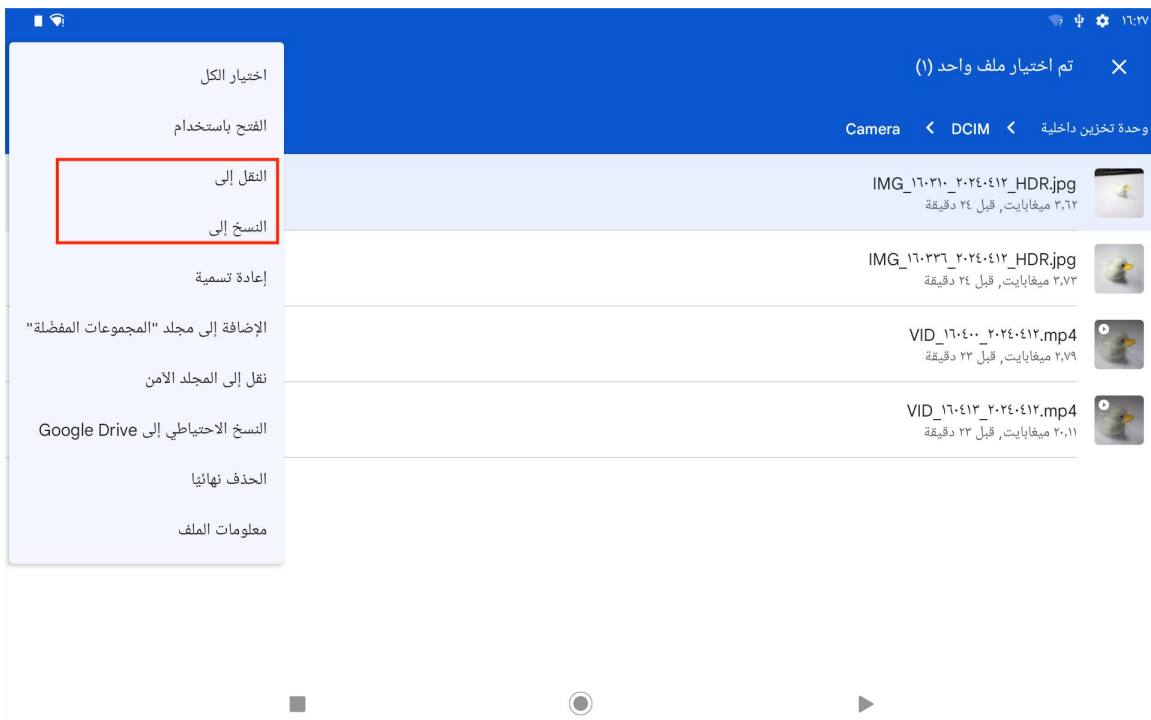 ١٦:٢٧
تم اختيار ملف واحد (١)
وحدة تخزين داخلية
DCIM
Camera
IMG_٢٠٢٤٠٤١٢_١٦٠٣١٠_HDR.jpg
٣,٦٢ ميغابايت, قبل ٢٤ دقيقة
IMG_٢٠٢٤٠٤١٢_١٦٠٣٣٦_HDR.jpg
٣,٧٣ ميغابايت, قبل ٢٤ دقيقة
VID_٢٠٢٤٠٤١٢_١٦٠٤٠٠.mp4
٢,٧٩ ميغابايت, قبل ٢٣ دقيقة
VID_٢٠٢٤٠٤١٢_١٦٠٤١٣.mp4
٢٠,١١ ميغابايت, قبل ٢٣ دقيقة
اختيار الكل
الفتح باستخدام
النقل إلى
النسخ إلى
إعادة تسمية
الإضافة إلى مجلد "المجموعات المفضّلة"
نقل إلى المجلد الآمن
النسخ الاحتياطي إلى Google Drive
الحذف نهائيًا
معلومات الملف